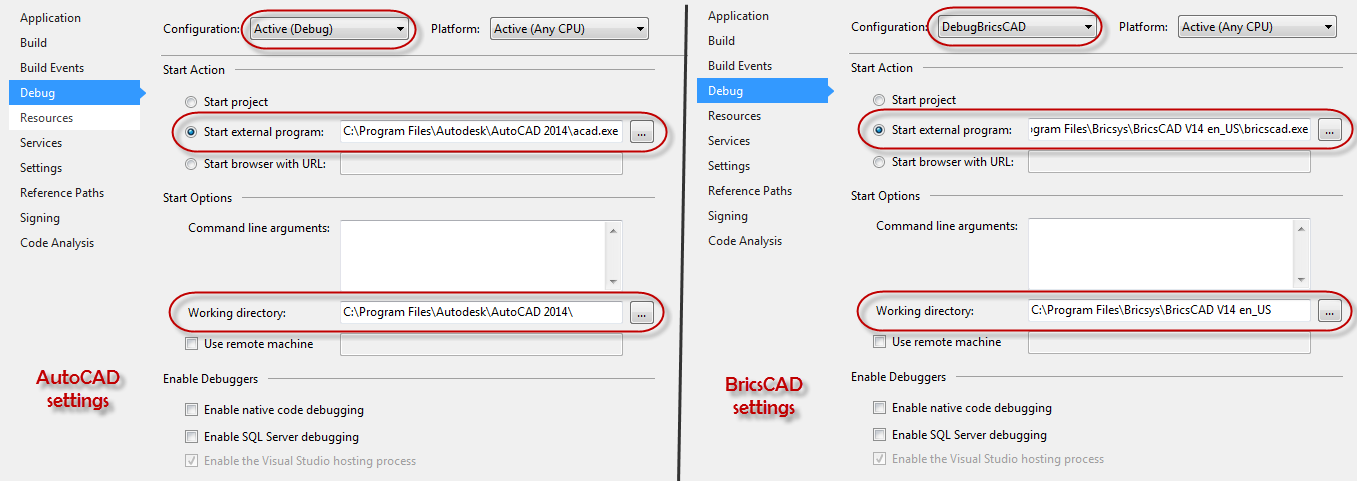 Application
Build
Build Events
Debug
Resources
Services
Settings
Reference Paths
Signing
Code Analysis
Configuration: Active (Debug) Platform: Active (Any CPU)
Start Action
Start project
Start external program: C:\Program Files\Autodesk\AutoCAD 2014\acad.exe ...
Start browser with URL:
Start Options
Command line arguments:
Working directory: C:\Program Files\Autodesk\AutoCAD 2014\ ...
Use remote machine
Enable Debuggers
Enable native code debugging
Enable SQL Server debugging
Enable the Visual Studio hosting process
AutoCAD
settings
Application
Build
Build Events
Debug
Resources
Services
Settings
Reference Paths
Signing
Code Analysis
Configuration: DebugBricsCAD Platform: Active (Any CPU)
Start Action
Start project
Start external program: ogram Files\Bricsys\BricsCAD V14 en_US\bricscad.exe ...
Start browser with URL:
Start Options
Command line arguments:
Working directory: C:\Program Files\Bricsys\BricsCAD V14 en_US ...
Use remote machine
Enable Debuggers
Enable native code debugging
Enable SQL Server debugging
Enable the Visual Studio hosting process
BricsCAD
settings